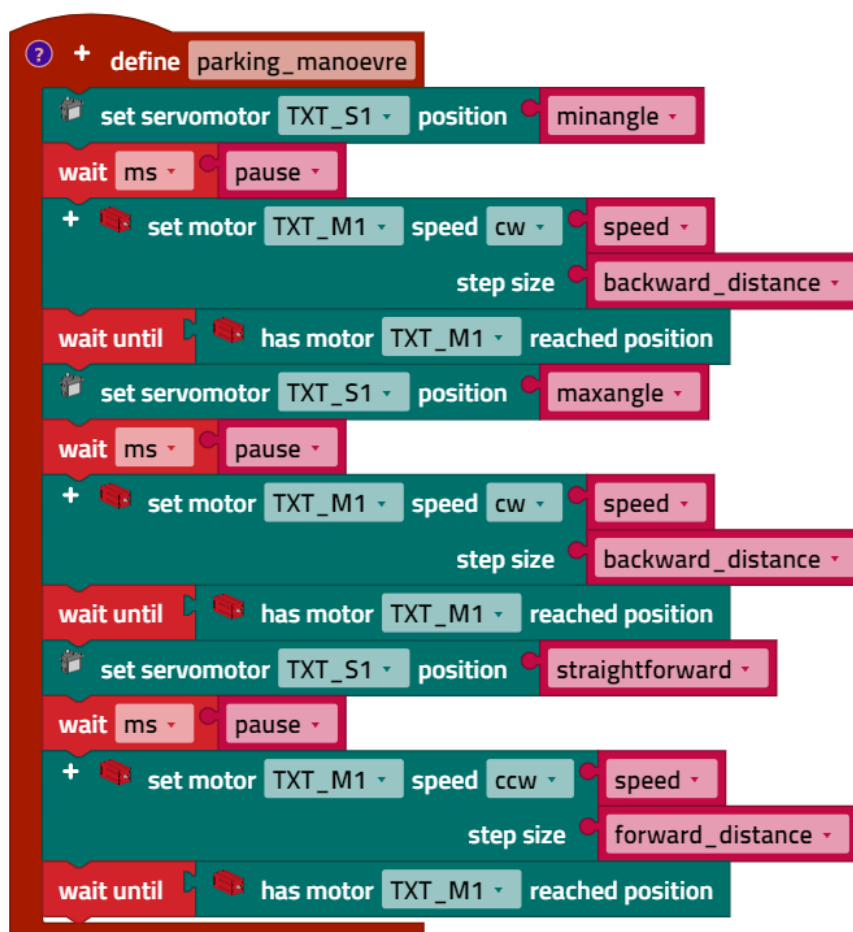 ? + define parking_manoevre
set servomotor TXT_S1 position minangle
wait ms pause
+ set motor TXT_M1 speed cw speed
step size backward_distance
wait until has motor TXT_M1 reached position
set servomotor TXT_S1 position maxangle
wait ms pause
+ set motor TXT_M1 speed cw speed
step size backward_distance
wait until has motor TXT_M1 reached position
set servomotor TXT_S1 position straightforward
wait ms pause
+ set motor TXT_M1 speed ccw speed
step size forward_distance
wait until has motor TXT_M1 reached position